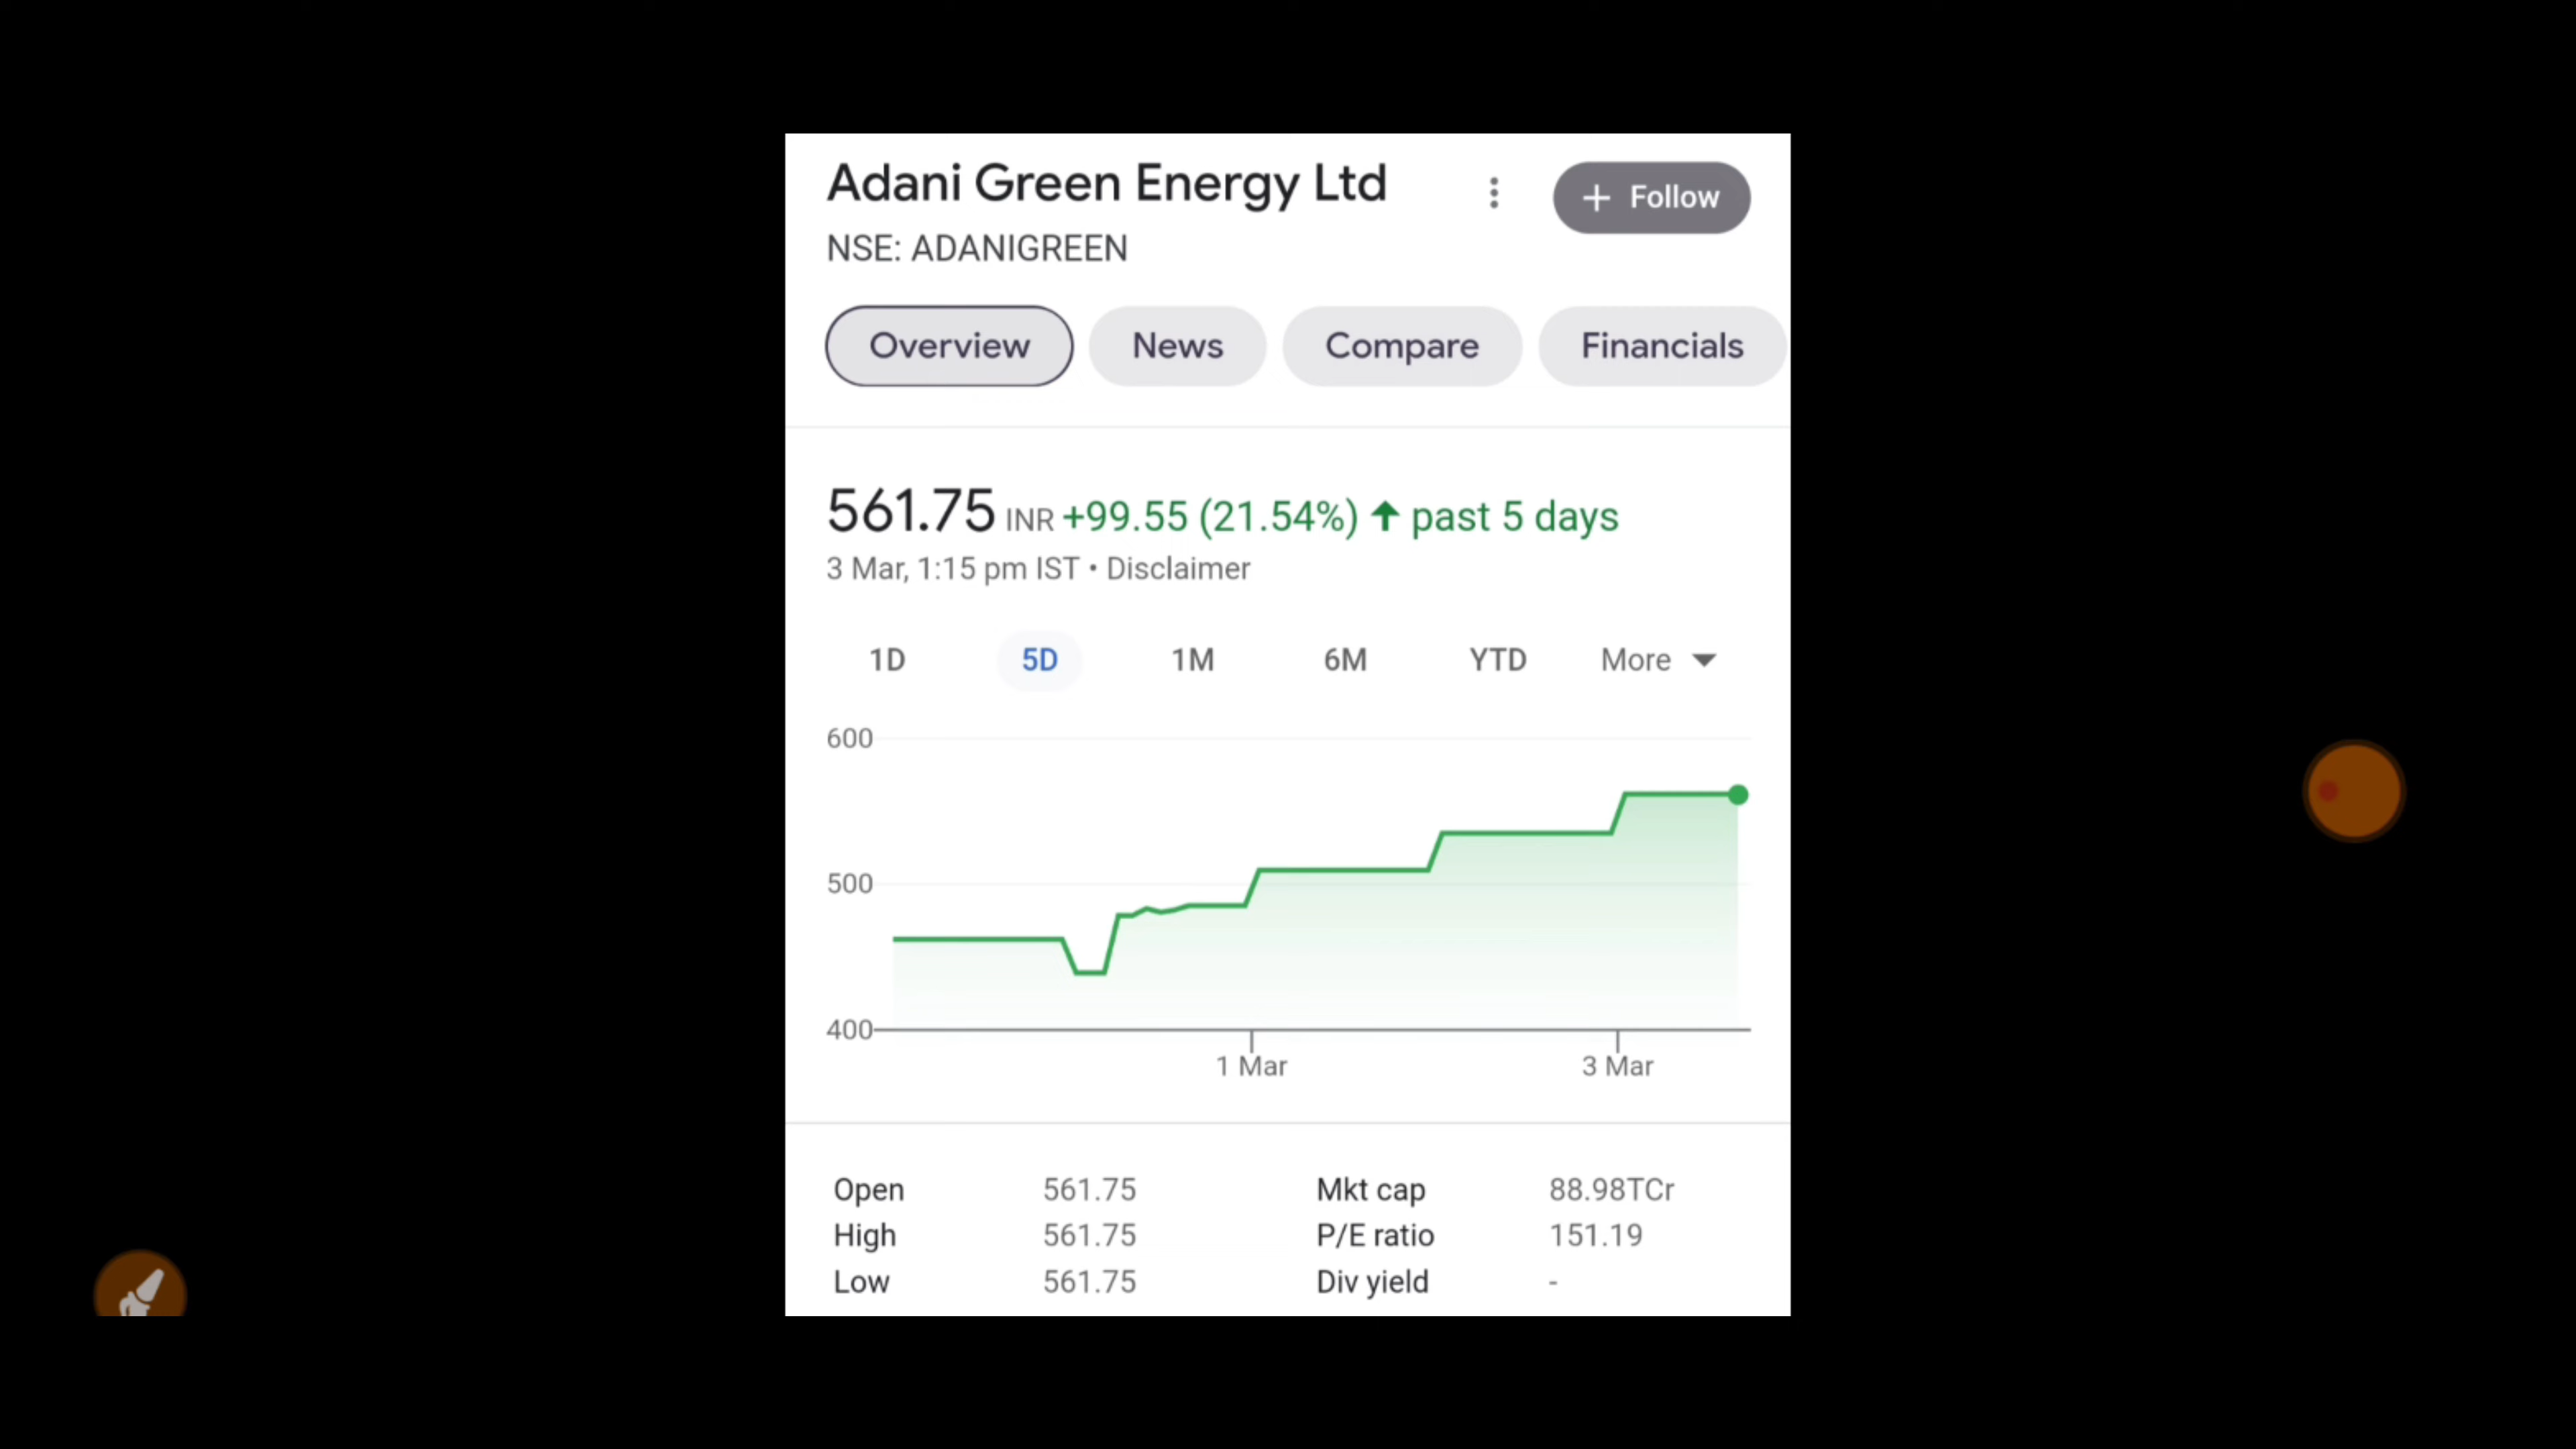 Adani Green Energy Ltd
+ Follow
NSE: ADANIGREEN
Overview News Compare Financials
561.75 INR +99.55 (21.54%) ↑ past 5 days
3 Mar, 1:15 pm IST • Disclaimer
1D 5D 1M 6M YTD More
600
500
400
1 Mar 3 Mar
Open 561.75 Mkt cap 88.98TCr
High 561.75 P/E ratio 151.19
Low 561.75 Div yield -